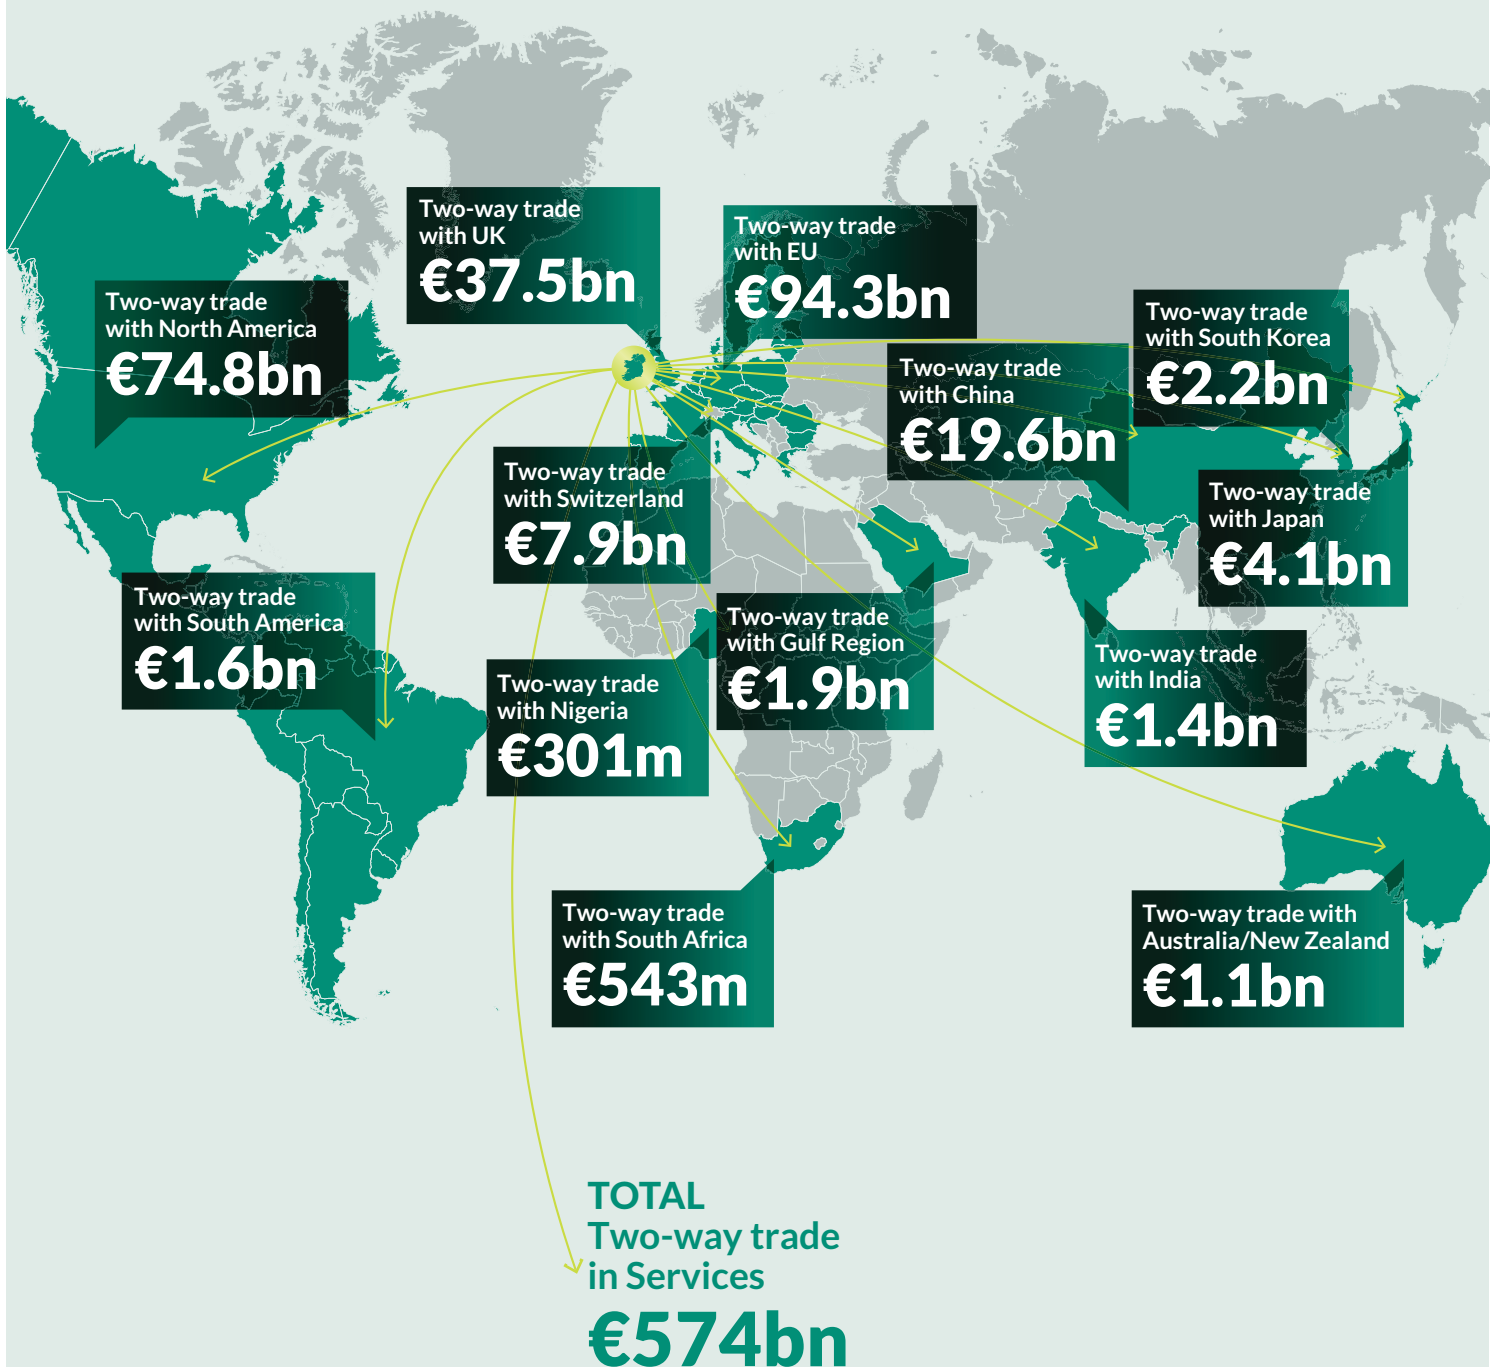 Two-way trade
with UK
€37.5bn
Two-way trade
with EU
€94.3bn
Two-way trade
with North America
€74.8bn
Two-way trade
with South Korea
€2.2bn
Two-way trade
with China
€19.6bn
Two-way trade
with Switzerland
€7.9bn
Two-way trade
with Japan
€4.1bn
Two-way trade
with South America
€1.6bn
Two-way trade
with Gulf Region
€1.9bn
Two-way trade
with India
€1.4bn
Two-way trade
with Nigeria
€301m
Two-way trade
with South Africa
€543m
Two-way trade with
Australia/New Zealand
€1.1bn
TOTAL
Two-way trade
in Services
€574bn